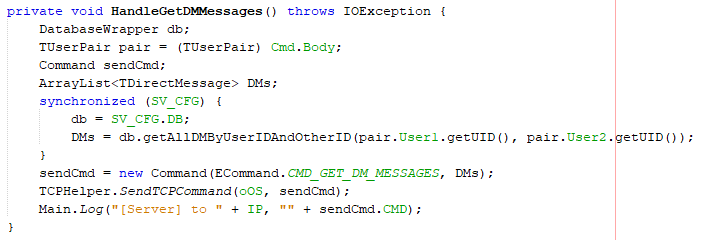 private void HandleGetDMMessages() throws IOException {
DatabaseWrapper db;
TUserPair pair = (TUserPair) Cmd.Body;
Command sendCmd;
ArrayList<TDirectMessage> DMs;
synchronized (SV_CFG) {
db = SV_CFG.DB;
DMs = db.getAllDMByUserIDAndOtherID(pair.User1.getUID(), pair.User2.getUID());
}
sendCmd = new Command(ECommand.CMD_GET_DM_MESSAGES, DMs);
TCPHelper.SendTCPCommand(oOS, sendCmd);
Main.Log("[Server] to " + IP, "" + sendCmd.CMD);
}